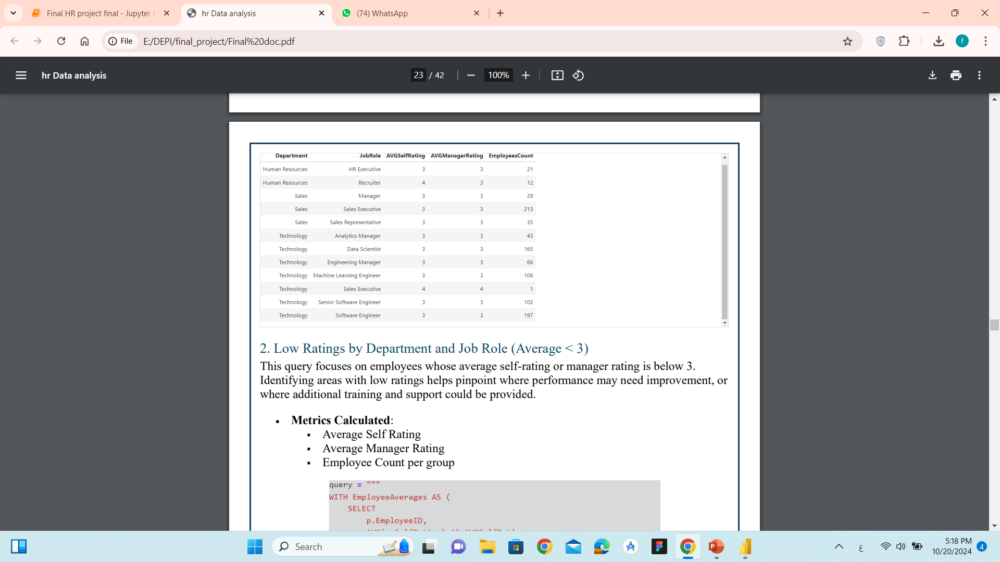 Final HR project final - Jupyter
hr Data analysis
(74) WhatsApp
File
E:/DEPI/final_project/Final%20doc.pdf
f
hr Data analysis
23 / 42
100%
Department JobRole AVGSelfRating AVGManagerRating EmployeesCount
Human Resources HR Executive 3 3 21
Human Resources Recruiter 4 3 12
Sales Manager 3 3 29
Sales Sales Executive 3 3 213
Sales Sales Representative 3 3 35
Technology Analytics Manager 3 3 43
Technology Data Scientist 3 3 165
Technology Engineering Manager 3 3 66
Technology Machine Learning Engineer 3 3 106
Technology Sales Executive 4 4 1
Technology Senior Software Engineer 3 3 102
Technology Software Engineer 3 3 197
2. Low Ratings by Department and Job Role (Average < 3)
This query focuses on employees whose average self-rating or manager rating is below 3.
Identifying areas with low ratings helps pinpoint where performance may need improvement, or
where additional training and support could be provided.
• Metrics Calculated:
▪ Average Self Rating
▪ Average Manager Rating
▪ Employee Count per group
query = """
WITH EmployeeAverages AS (
SELECT
p.EmployeeID,
Search
ع
5:18 PM
10/20/2024
4